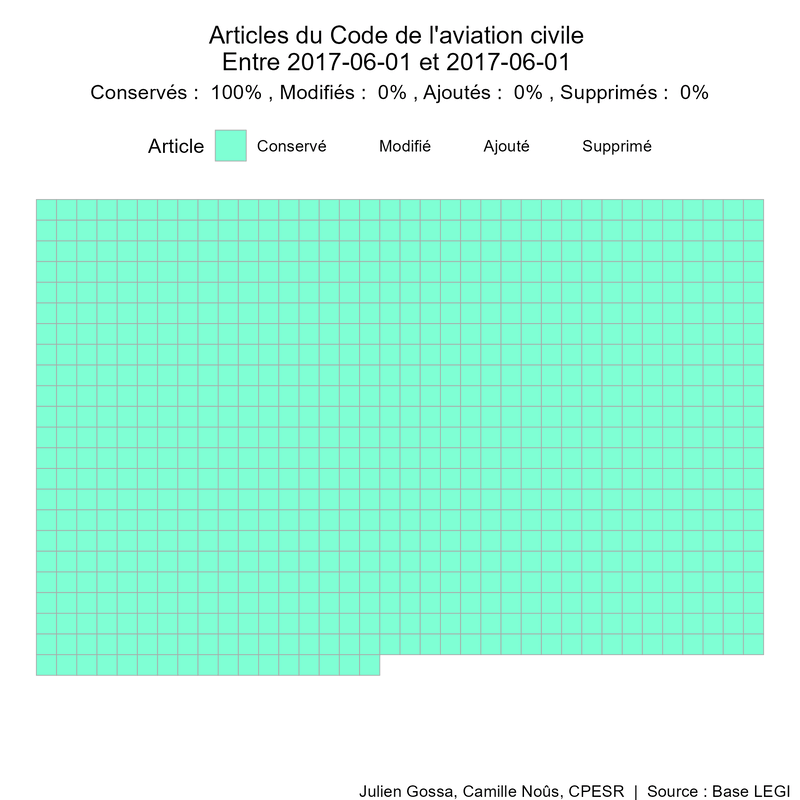 Articles du Code de l'aviation civile
Entre 2017-06-01 et 2017-06-01
Conservés :  100% , Modifiés :  0% , Ajoutés :  0% , Supprimés :  0%
Article Conservé Modifié Ajouté Supprimé
Julien Gossa, Camille Noûs, CPESR  |  Source : Base LEGI